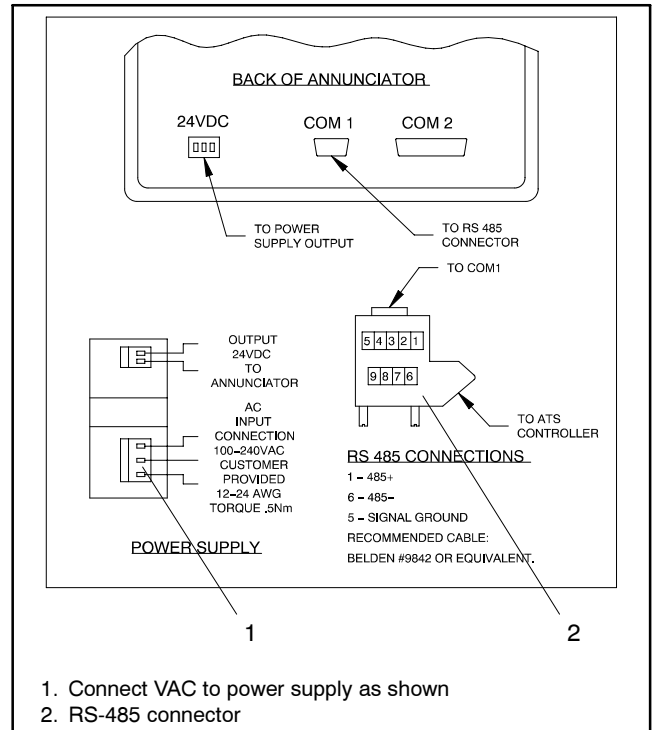 BACK OF ANNUNCIATOR
24VDC
COM 1
COM 2
TO POWER
SUPPLY OUTPUT
TO RS 485
CONNECTOR
TO COM1
5 4 3 2 1
9 8 7 6
TO ATS
CONTROLLER
OUTPUT
24VDC
TO
ANNUNCIATOR
AC
INPUT
CONNECTION
100–240VAC
CUSTOMER
PROVIDED
12–24 AWG
TORQUE .5Nm
POWER SUPPLY
RS 485 CONNECTIONS
1 – 485+
6 – 485–
5 – SIGNAL GROUND
RECOMMENDED CABLE:
BELDEN #9842 OR EQUIVALENT.
1
2
1. Connect VAC to power supply as shown
2. RS-485 connector